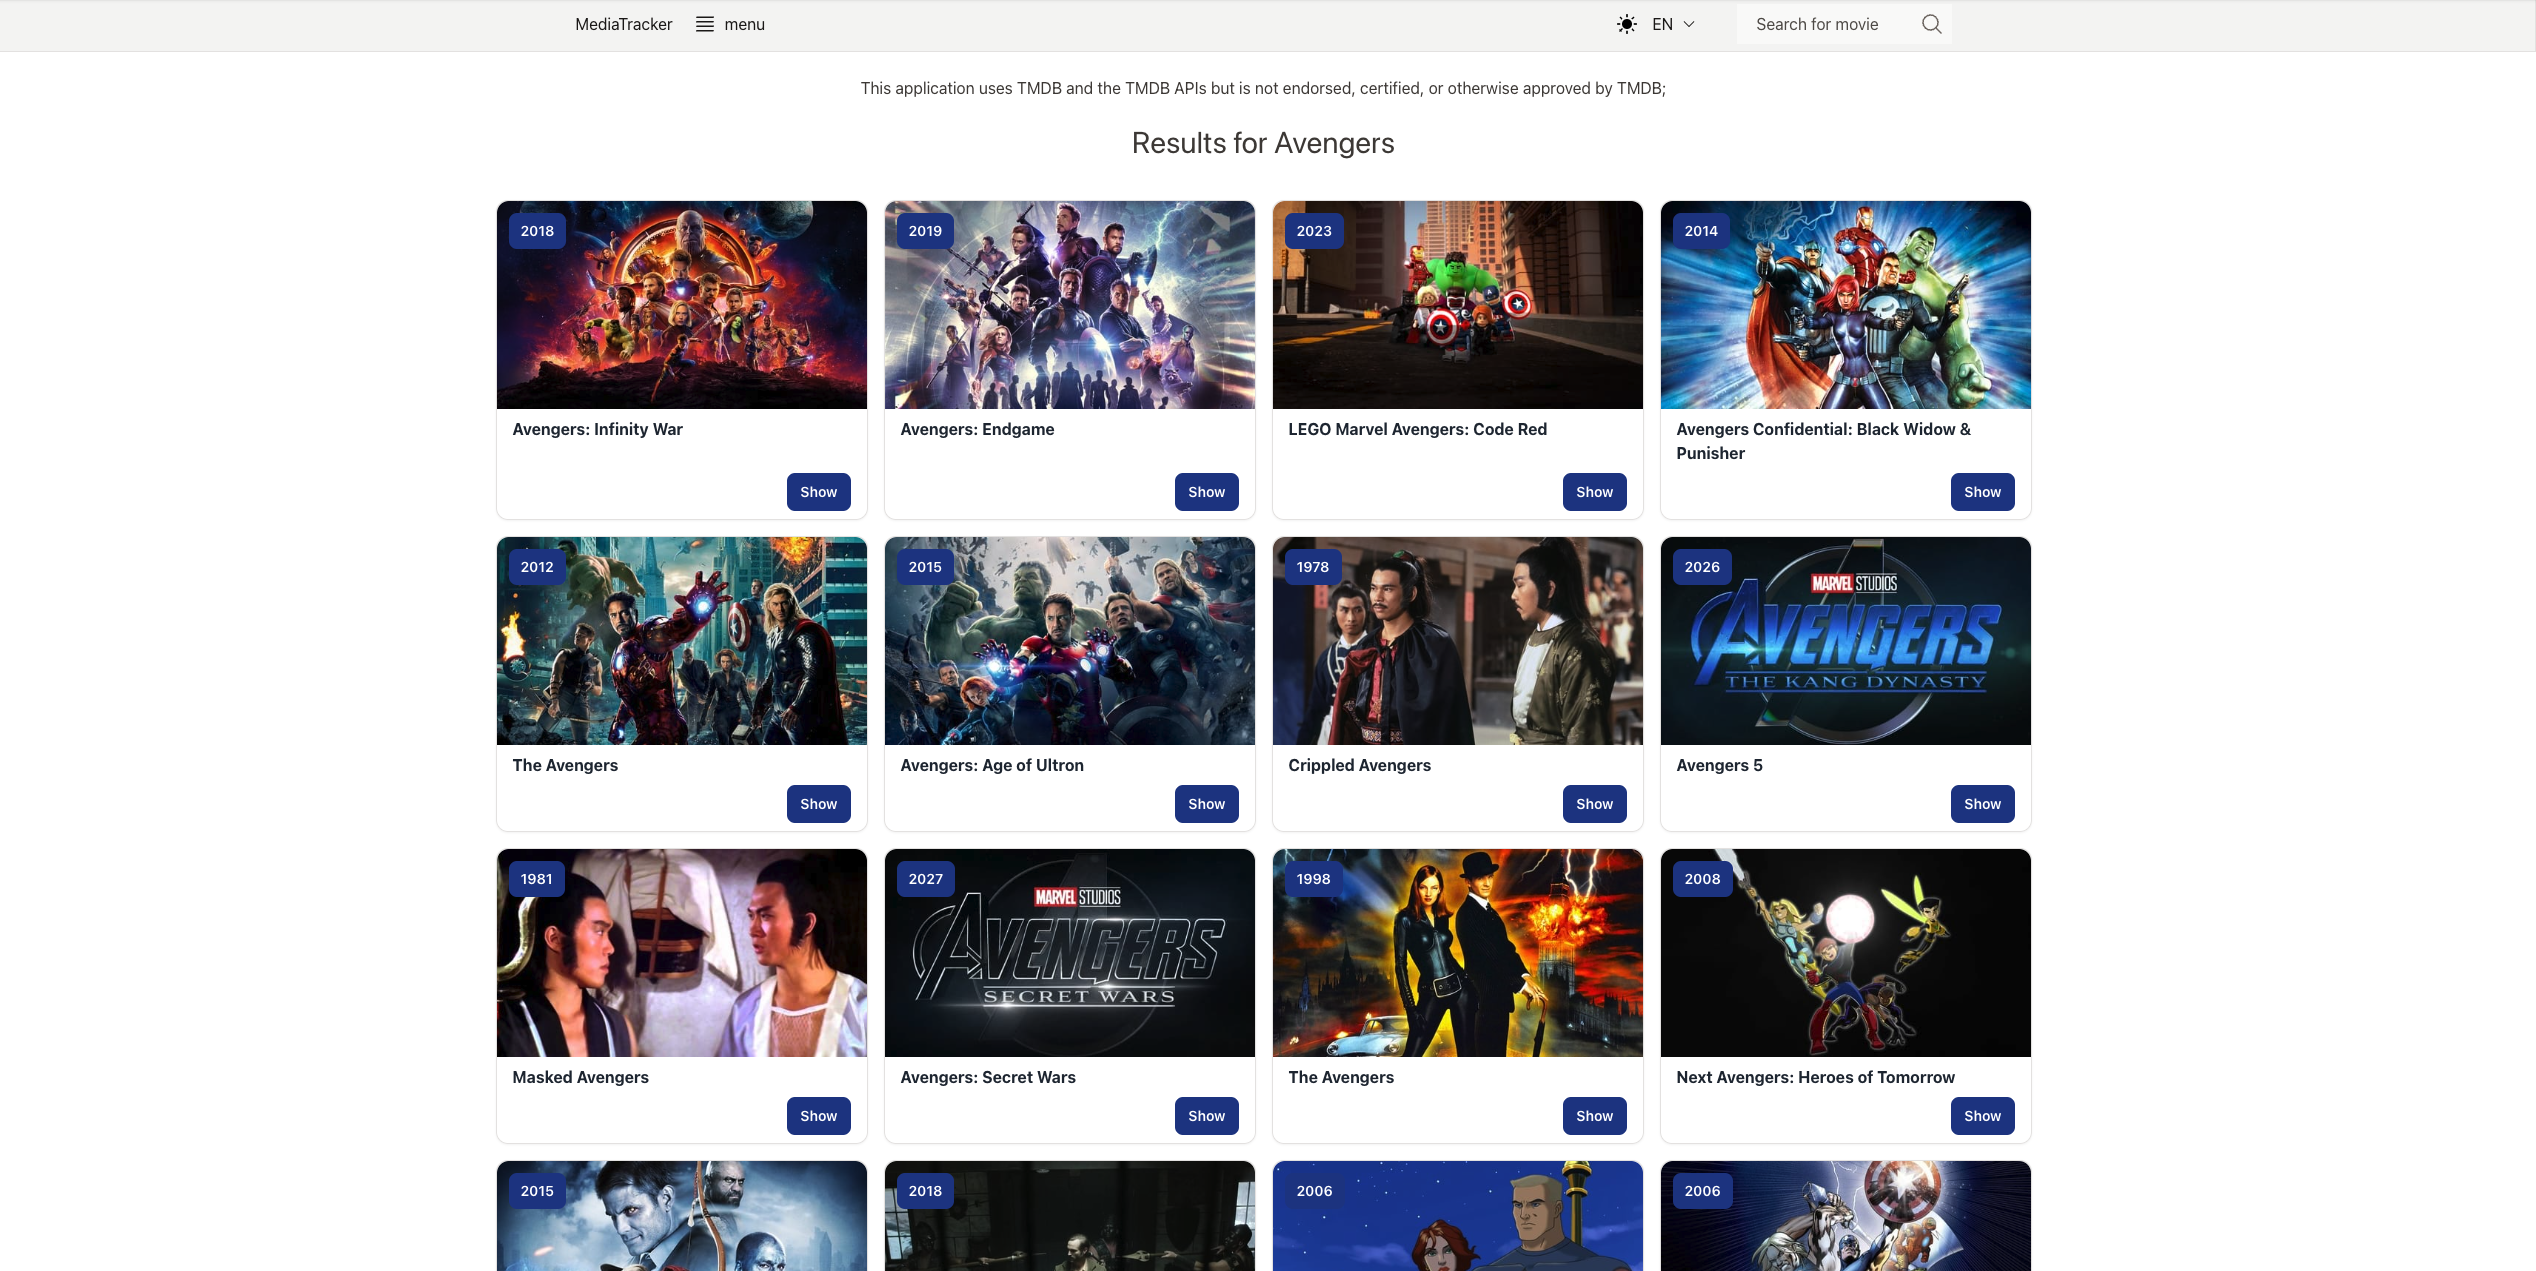 MediaTracker menu EN Search for movie
This application uses TMDB and the TMDB APIs but is not endorsed, certified, or otherwise approved by TMDB;
Results for Avengers
2018
2019
2023
2014
Avengers: Infinity War
Avengers: Endgame
LEGO Marvel Avengers: Code Red
Avengers Confidential: Black Widow &
Punisher
Show
Show
Show
Show
2012
2015
1978
2026
MARVEL STUDIOS
AVENGERS
THE KANG DYNASTY
The Avengers
Avengers: Age of Ultron
Crippled Avengers
Avengers 5
Show
Show
Show
Show
1981
2027
MARVEL STUDIOS
AVENGERS
SECRET WARS
1998
2008
Masked Avengers
Avengers: Secret Wars
The Avengers
Next Avengers: Heroes of Tomorrow
Show
Show
Show
Show
2015
2018
2006
2006